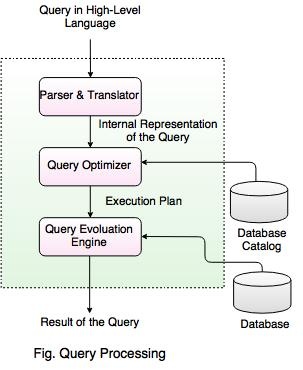 Query in High-Level
Language
Parser & Translator
Internal Representation
of the Query
Query Optimizer
Execution Plan
Database
Catalog
Query Evoluation
Engine
Result of the Query
Database
Fig. Query Processing